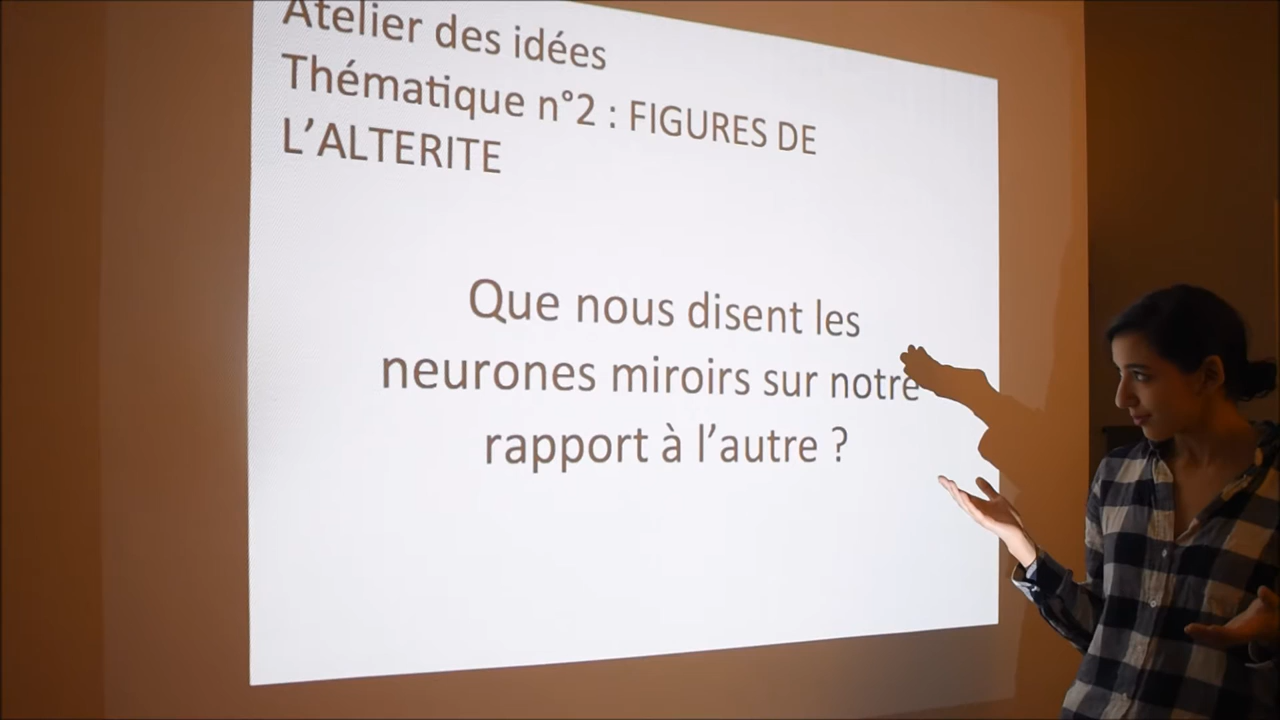 Atelier des idées
Thématique n°2 : FIGURES DE
L’ALTERITE
Que nous disent les
neurones miroirs sur notre
rapport à l’autre ?